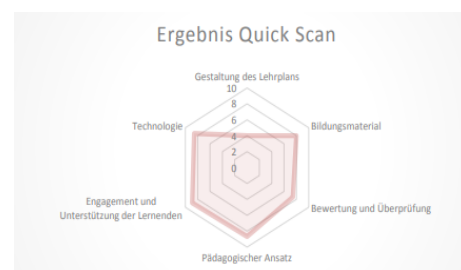 Ergebnis Quick Scan
Gestaltung des Lehrplans
10
8
6
4
2
0
Technologie
Bildungsmaterial
Engagement und
Unterstützung der Lernenden
Bewertung und Überprüfung
Pädagogischer Ansatz